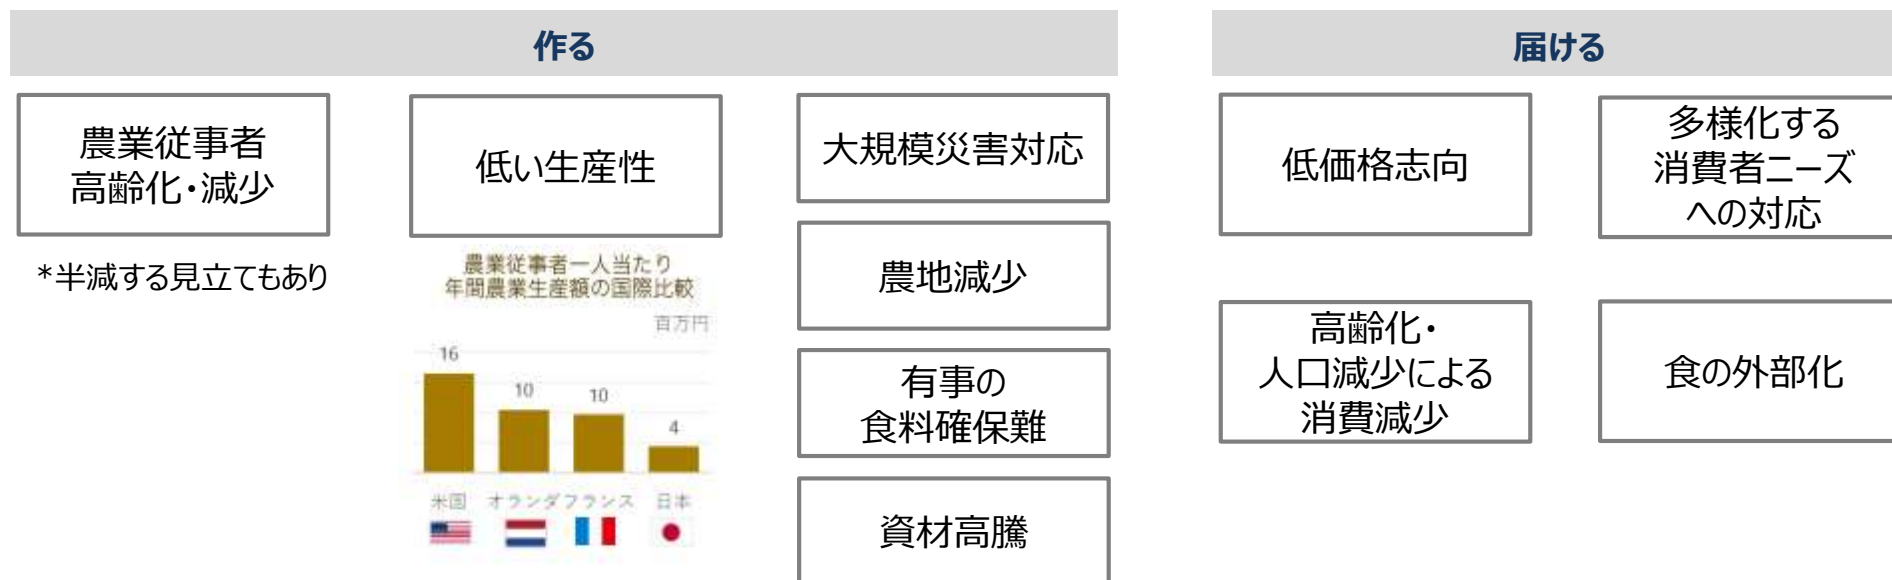 作る
農業従事者
高齢化・減少
*半減する見立てもあり
低い生産性
農業従事者一人当たり
年間農業生産額の国際比較
百万円
16
10
10
4
米国
オランダ
フランス
日本
大規模災害対応
農地減少
有事の
食料確保難
資材高騰
届ける
低価格志向
多様化する
消費者ニーズ
への対応
高齢化・
人口減少による
消費減少
食の外部化